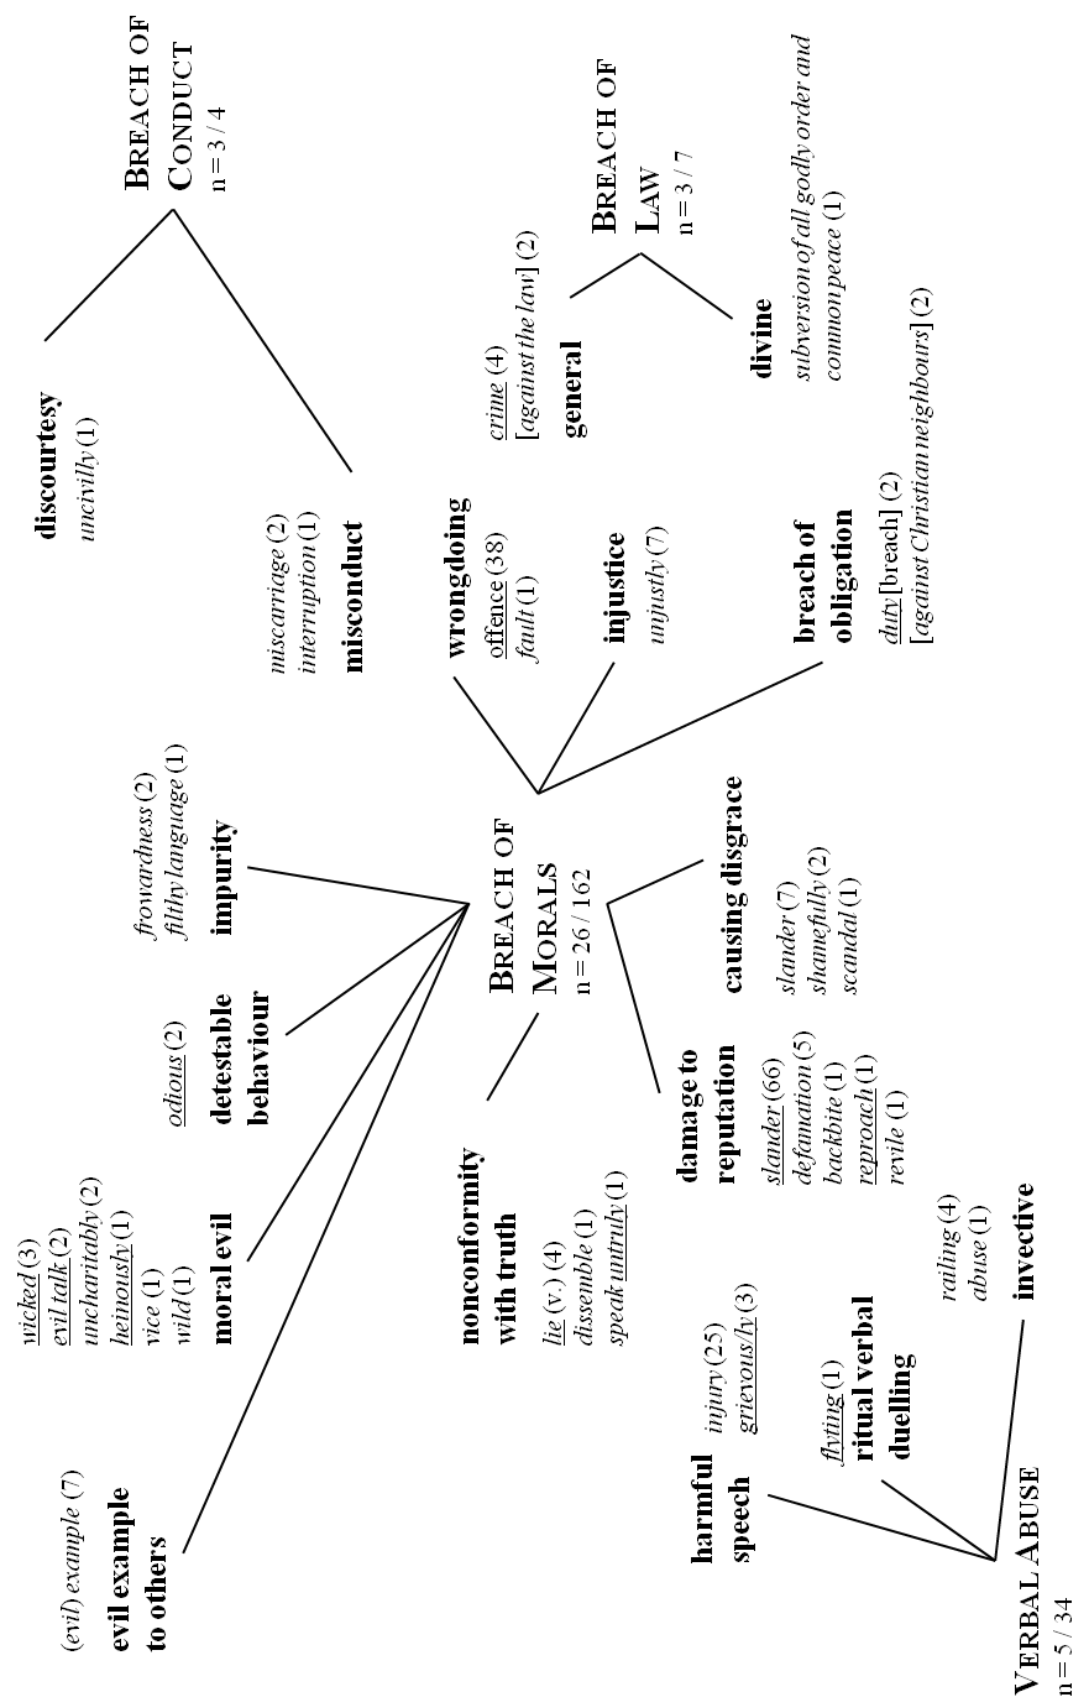 (evil) example (7)
evil example
to others
wicked (3)
evil talk (2)
uncharitably (2)
heinously (1)
vice (1)
wild (1)
moral evil
odious (2)
detestable
behaviour
frowardness (2)
filthy language (1)
impurity
discourtesy
uncivilly (1)
BREACH OF
CONDUCT
n = 3 / 4
miscarriage (2)
interruption (1)
misconduct
nonconformity
with truth
lie (v.) (4)
dissemble (1)
speak untruly (1)
BREACH OF
MORALS
n = 26 / 162
wrongdoing
offence (38)
fault (1)
injustice
unjustly (7)
breach of
obligation
duty [breach] (2)
[against Christian neighbours] (2)
crime (4)
[against the law] (2)
general
BREACH OF
LAW
n = 3 / 7
divine
subversion of all godly order and
common peace (1)
harmful
speech
injury (25)
grievous/ly (3)
flyting (1)
ritual verbal
duelling
railing (4)
abuse (1)
invective
VERBAL ABUSE
n = 5 / 34
damage to
reputation
slander (66)
defamation (5)
backbite (1)
reproach (1)
revile (1)
causing disgrace
slander (7)
shamefully (2)
scandal (1)